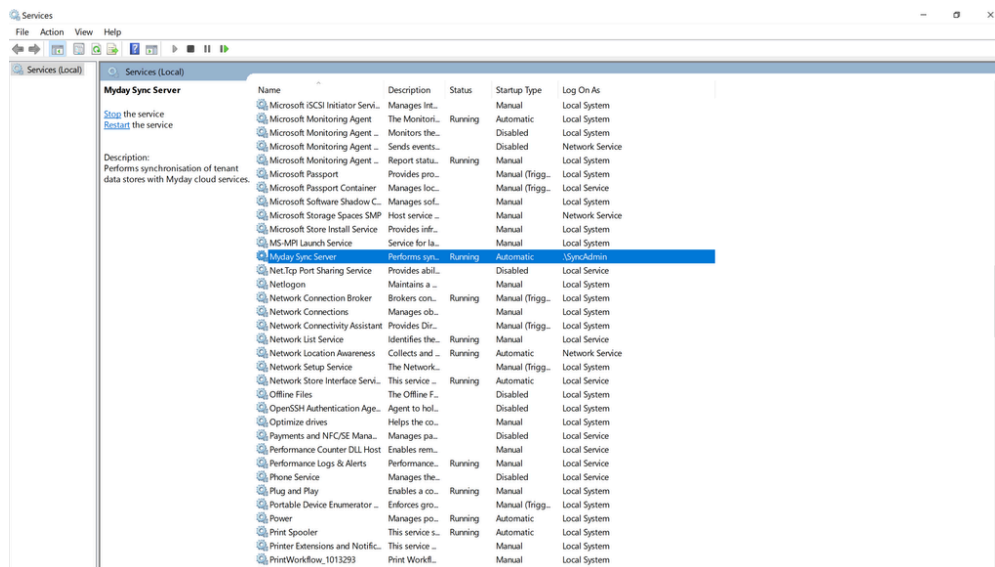 Services
File Action View Help
Services (Local)
Services (Local)
Myday Sync Server
Stop the service
Restart the service
Description:
Performs synchronisation of tenant
data stores with Myday cloud services.
Name Description Status Startup Type Log On As
Microsoft iSCSI Initiator Servi... Manages Int... Manual Local System
Microsoft Monitoring Agent The Monitori... Running Automatic Local System
Microsoft Monitoring Agent ... Monitors the... Disabled Local System
Microsoft Monitoring Agent ... Sends events... Disabled Network Service
Microsoft Monitoring Agent ... Report statu... Running Manual Local System
Microsoft Passport Provides pro... Manual (Trigg... Local System
Microsoft Passport Container Manages loc... Manual (Trigg... Local Service
Microsoft Software Shadow C... Manages sof... Manual Local System
Microsoft Storage Spaces SMP Host service ... Manual Network Service
Microsoft Store Install Service Provides infr... Manual Local System
MS-MPI Launch Service Service for la... Manual Local System
Myday Sync Server Performs syn... Running Automatic .\SyncAdmin
Net.Tcp Port Sharing Service Provides abil... Disabled Local Service
Netlogon Maintains a ... Manual Local System
Network Connection Broker Brokers con... Running Manual (Trigg... Local System
Network Connections Manages ob... Manual Local System
Network Connectivity Assistant Provides Dir... Manual (Trigg... Local System
Network List Service Identifies the... Running Manual Local Service
Network Location Awareness Collects and ... Running Automatic Network Service
Network Setup Service The Network... Manual (Trigg... Local System
Network Store Interface Servi... This service ... Running Automatic Local Service
Offline Files The Offline F... Disabled Local System
OpenSSH Authentication Age... Agent to hol... Disabled Local System
Optimize drives Helps the co... Manual Local System
Payments and NFC/SE Mana... Manages pa... Disabled Local Service
Performance Counter DLL Host Enables rem... Manual Local Service
Performance Logs & Alerts Performance... Running Manual Local Service
Phone Service Manages the... Disabled Local Service
Plug and Play Enables a co... Running Manual Local System
Portable Device Enumerator ... Enforces gro... Manual (Trigg... Local System
Power Manages po... Running Automatic Local System
Print Spooler This service s... Running Automatic Local System
Printer Extensions and Notific... This service ... Manual Local System
PrintWorkflow_1013293 Print Workfl... Manual Local System